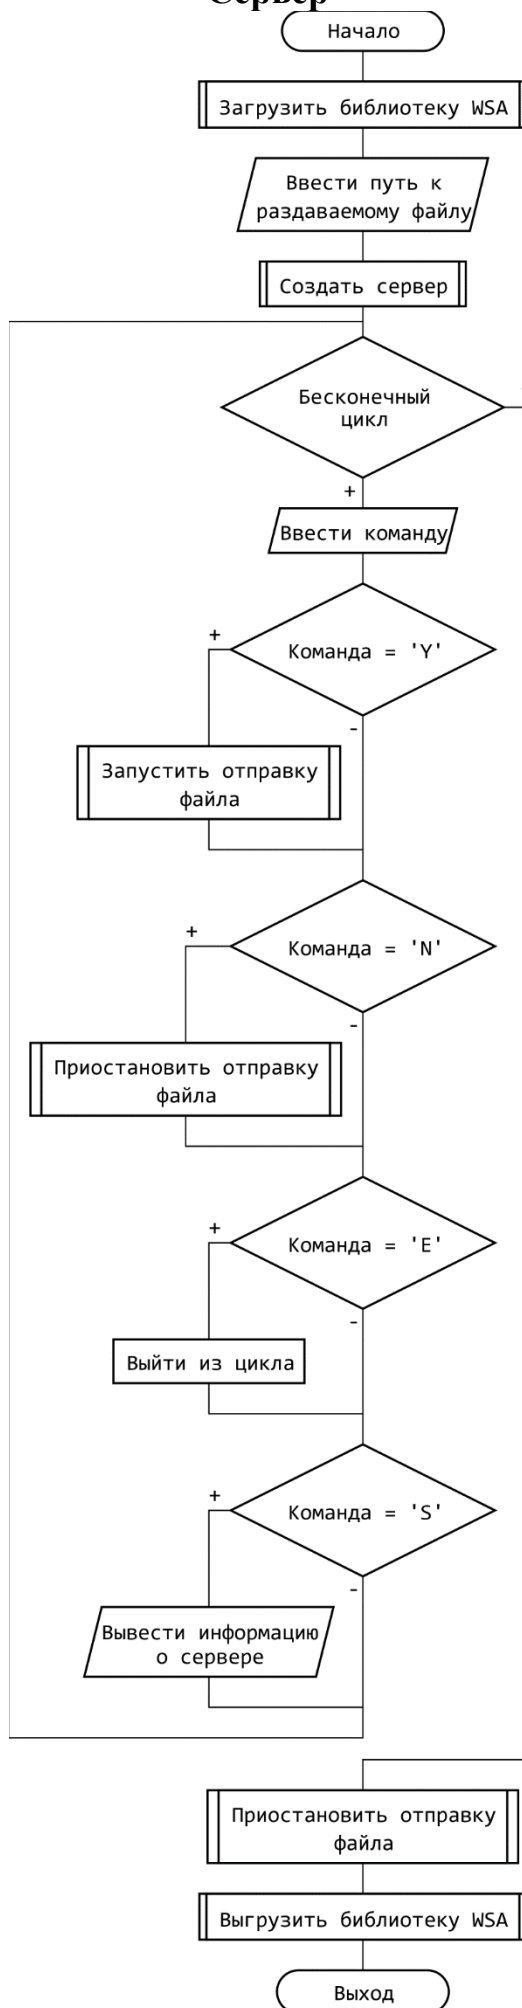 Сервер
Начало
Загрузить библиотеку WSA
Ввести путь к
раздаваемому файлу
Создать сервер
Бесконечный
цикл
+
Ввести команду
+
Команда = 'Y'
-
Запустить отправку
файла
+
Команда = 'N'
-
Приостановить отправку
файла
+
Команда = 'E'
-
Выйти из цикла
+
Команда = 'S'
-
Вывести информацию
о сервере
Приостановить отправку
файла
Выгрузить библиотеку WSA
Выход